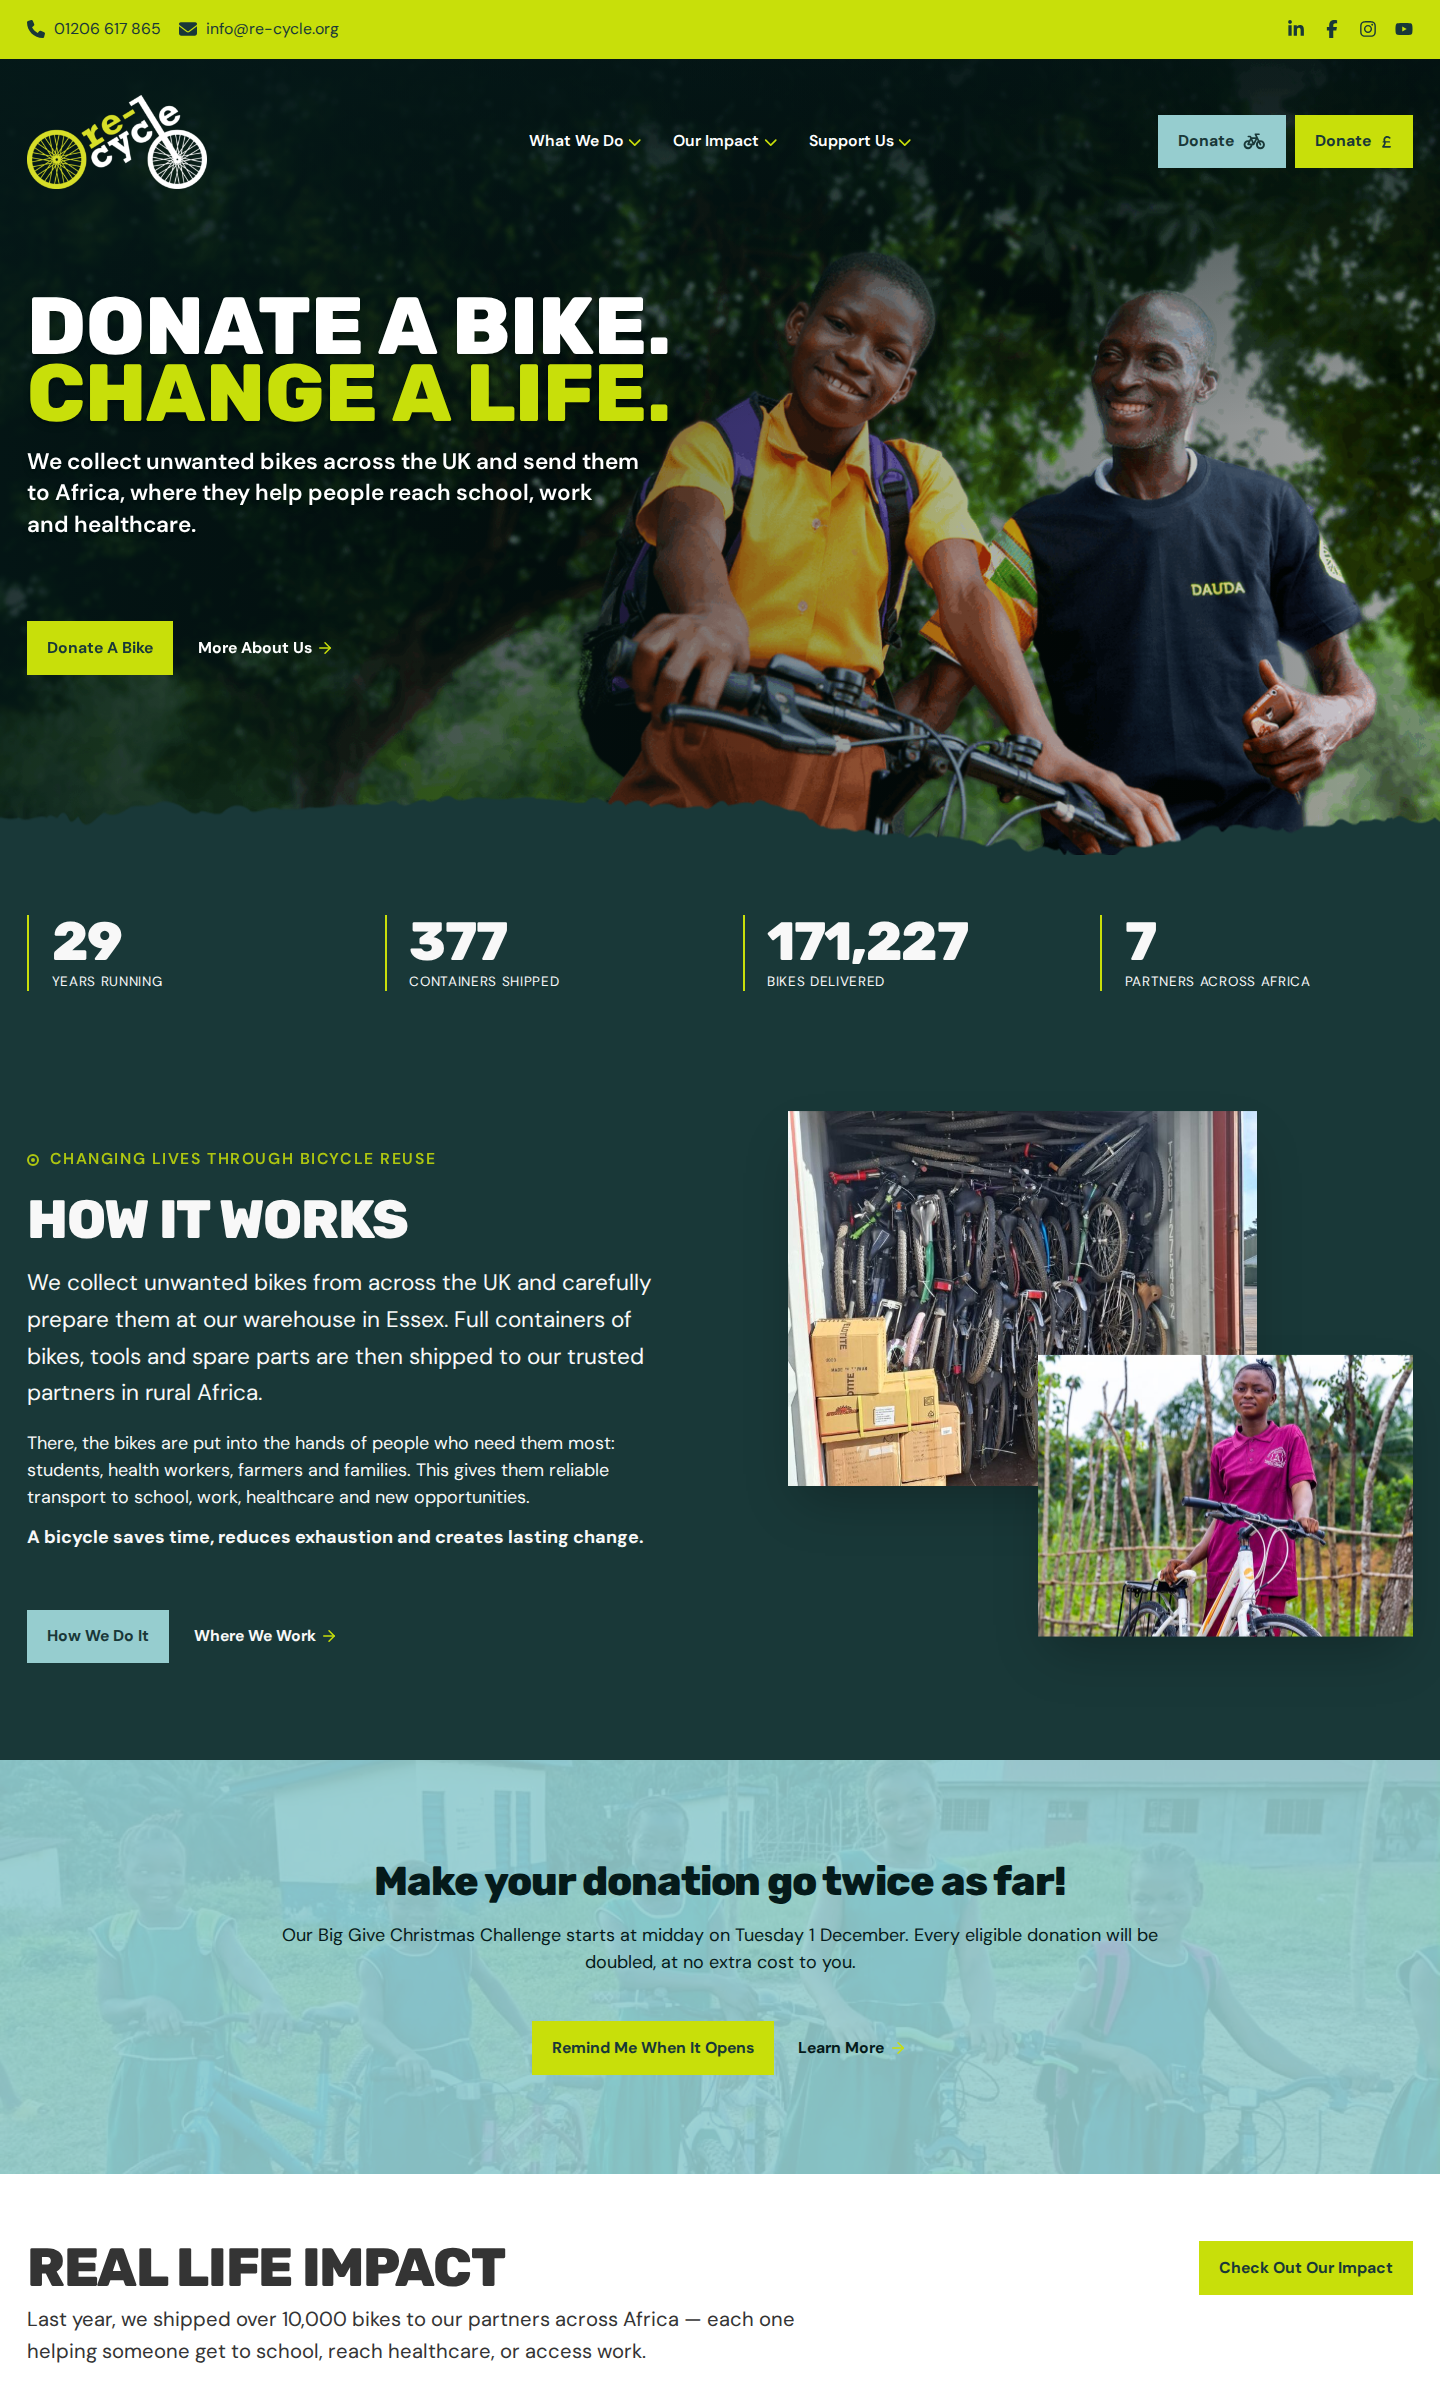 01206 617 865
info@re-cycle.org
re-cycle
What We Do
Our Impact
Support Us
Donate
Donate £
DONATE A BIKE.
CHANGE A LIFE.
We collect unwanted bikes across the UK and send them
to Africa, where they help people reach school, work
and healthcare.
DAUDA
Donate A Bike
More About Us
29
YEARS RUNNING
377
CONTAINERS SHIPPED
171,227
BIKES DELIVERED
7
PARTNERS ACROSS AFRICA
CHANGING LIVES THROUGH BICYCLE REUSE
HOW IT WORKS
We collect unwanted bikes from across the UK and carefully
prepare them at our warehouse in Essex. Full containers of
bikes, tools and spare parts are then shipped to our trusted
partners in rural Africa.
There, the bikes are put into the hands of people who need them most:
students, health workers, farmers and families. This gives them reliable
transport to school, work, healthcare and new opportunities.
A bicycle saves time, reduces exhaustion and creates lasting change.
How We Do It
Where We Work
Make your donation go twice as far!
Our Big Give Christmas Challenge starts at midday on Tuesday 1 December. Every eligible donation will be
doubled, at no extra cost to you.
Remind Me When It Opens
Learn More
REAL LIFE IMPACT
Check Out Our Impact
Last year, we shipped over 10,000 bikes to our partners across Africa — each one
helping someone get to school, reach healthcare, or access work.